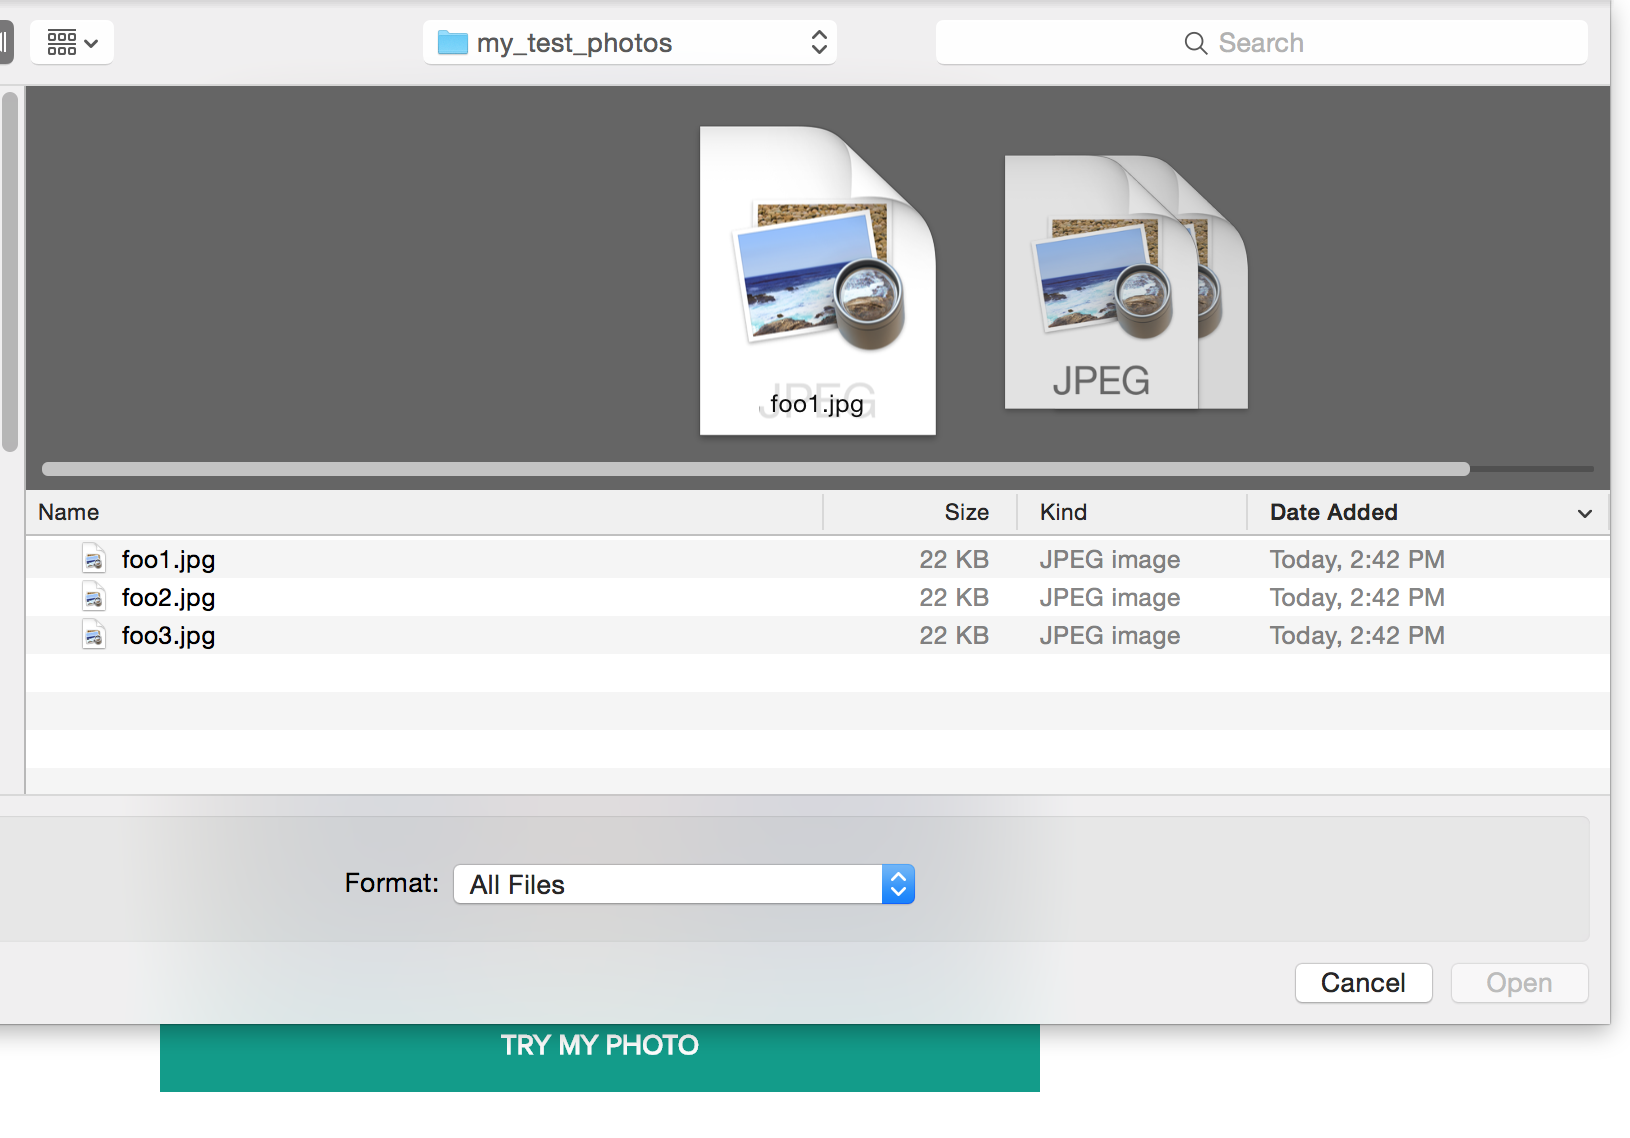 my_test_photos
Search
JPEG
foo1.jpg
JPEG
Name Size Kind Date Added
foo1.jpg 22 KB JPEG image Today, 2:42 PM
foo2.jpg 22 KB JPEG image Today, 2:42 PM
foo3.jpg 22 KB JPEG image Today, 2:42 PM
Format: All Files
Cancel Open
TRY MY PHOTO